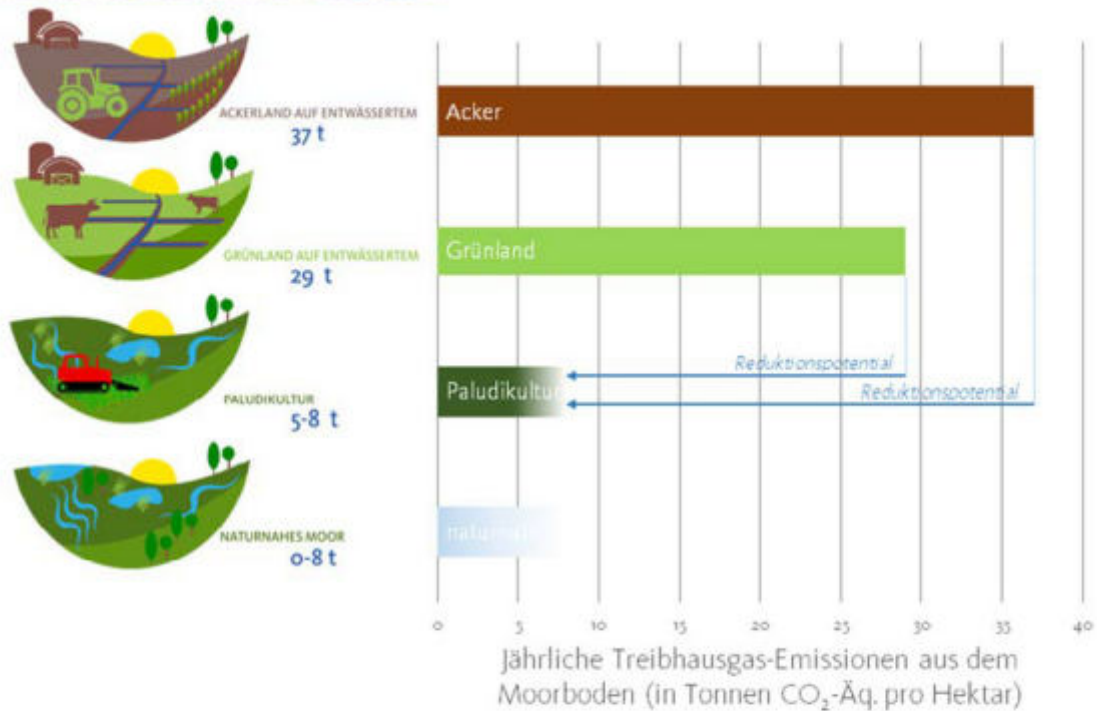 ACKERLAND AUF ENTWÄSSERTEM
37 t
GRÜNLAND AUF ENTWÄSSERTEM
29 t
PALUDIKULTUR
5-8 t
NATURNAHES MOOR
0-8 t
Acker
Grünland
Reduktionspotential
Paludikultur
Reduktionspotential
0 5 10 15 20 25 30 35 40
Jährliche Treibhausgas-Emissionen aus dem
Moorboden (in Tonnen CO₂-Äq. pro Hektar)